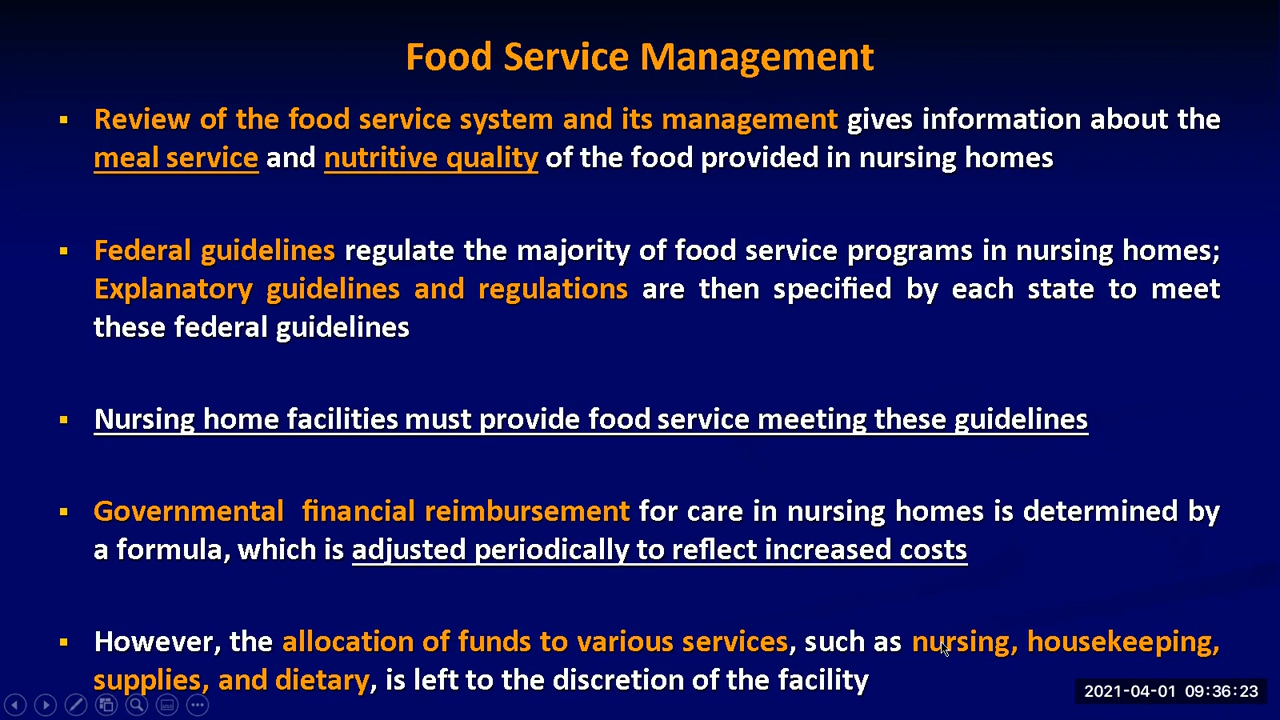 Food Service Management
▪ Review of the food service system and its management gives information about the
meal service and nutritive quality of the food provided in nursing homes
▪ Federal guidelines regulate the majority of food service programs in nursing homes;
Explanatory guidelines and regulations are then specified by each state to meet
these federal guidelines
▪ Nursing home facilities must provide food service meeting these guidelines
▪ Governmental financial reimbursement for care in nursing homes is determined by
a formula, which is adjusted periodically to reflect increased costs
▪ However, the allocation of funds to various services, such as nursing, housekeeping,
supplies, and dietary, is left to the discretion of the facility
2021-04-01 09:36:23